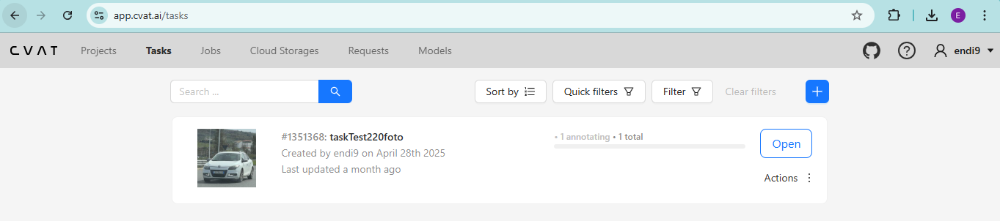 app.cvat.ai/tasks
E
CVAT Projects Tasks Jobs Cloud Storages Requests Models endi9
Search ... Sort by Quick filters Filter Clear filters
#1351368: taskTest220foto • 1 annotating • 1 total
Created by endi9 on April 28th 2025 Open
Last updated a month ago
Actions